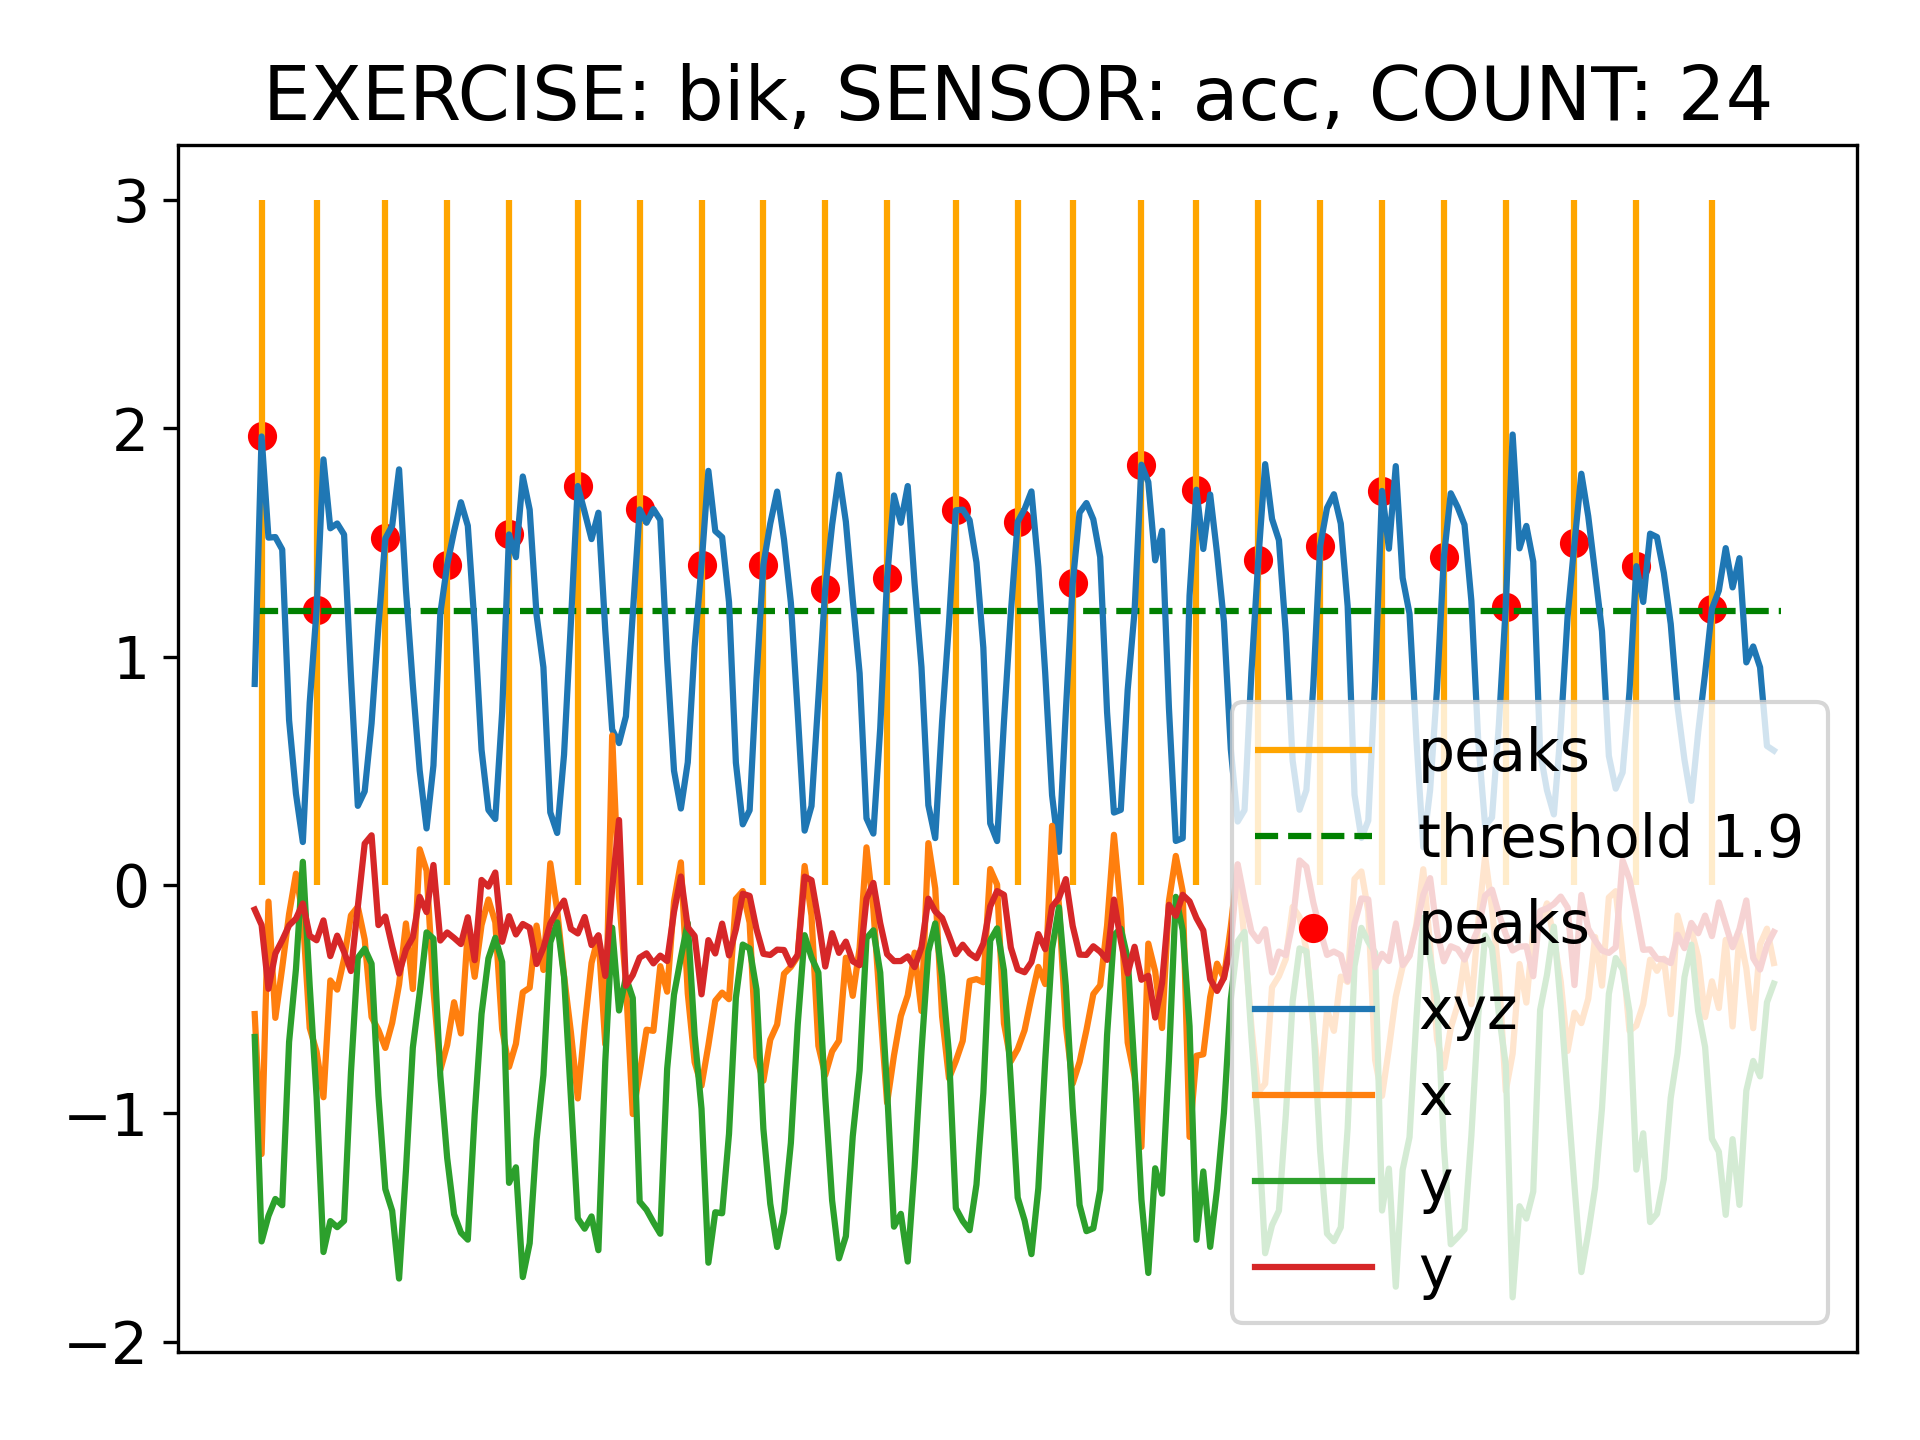 EXERCISE: bik, SENSOR: acc, COUNT: 24
3
2
1
0
−1
−2
peaks
threshold 1.9
peaks
xyz
x
y
y